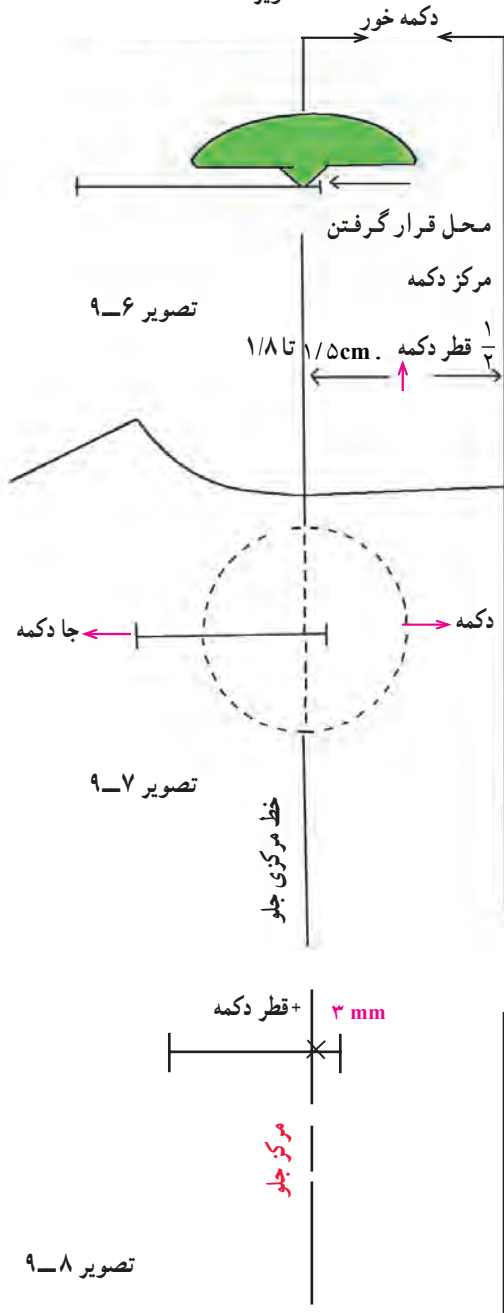 دکمه خور
محل قرار گرفتن
مرکز دکمه
تصویر ۶ــ۹
۱/۲ قطر دکمه . ۱/۵cm تا ۱/۸
دکمه
جا دکمه
تصویر ۷ــ۹
خط مرکزی جلو
۳ mm + قطر دکمه
مرکز جلو
تصویر ۸ــ۹